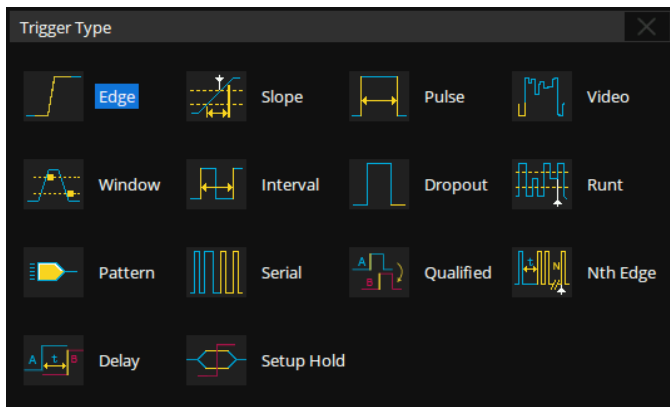 Trigger Type
Edge Slope Pulse Video
Window Interval Dropout Runt
Pattern Serial A B Qualified t N Nth Edge
A t B Delay Setup Hold